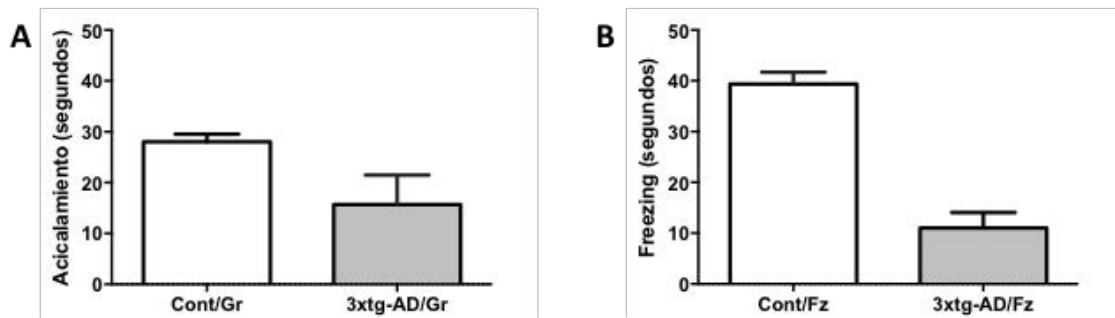 A
Acicalamiento (segundos)
50
40
30
20
10
0
Cont/Gr
3xtg-AD/Gr
B
Freezing (segundos)
50
40
30
20
10
0
Cont/Fz
3xtg-AD/Fz